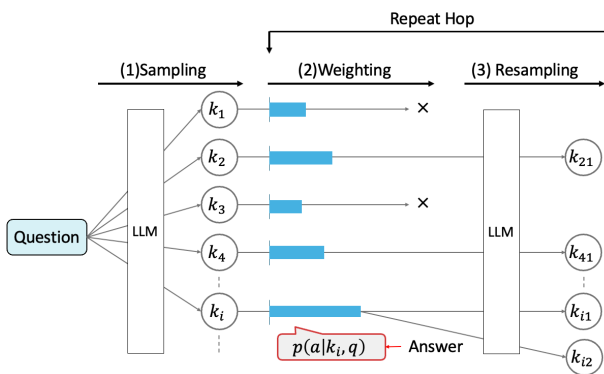 Repeat Hop
(1)Sampling
(2)Weighting
(3) Resampling
k₁
×
k₂
k₂₁
k₃
×
Question
LLM
LLM
k₄
k₄₁
kᵢ
kᵢ₁
p(a|kᵢ, q)
Answer
kᵢ₂